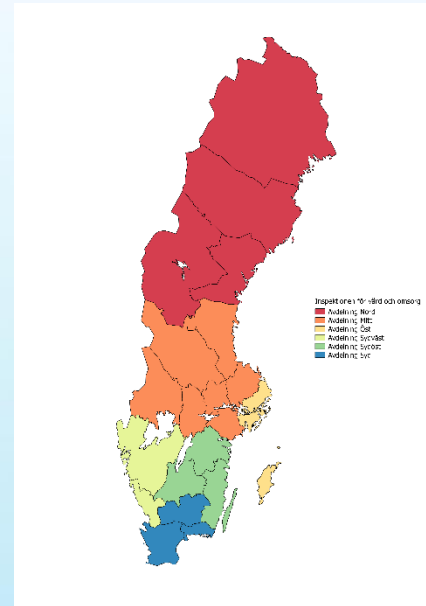 Inspektionen för vård och omsorg
Avdelning Nord
Avdelning Mitt
Avdelning Öst
Avdelning Sydväst
Avdelning Sydöst
Avdelning Syd